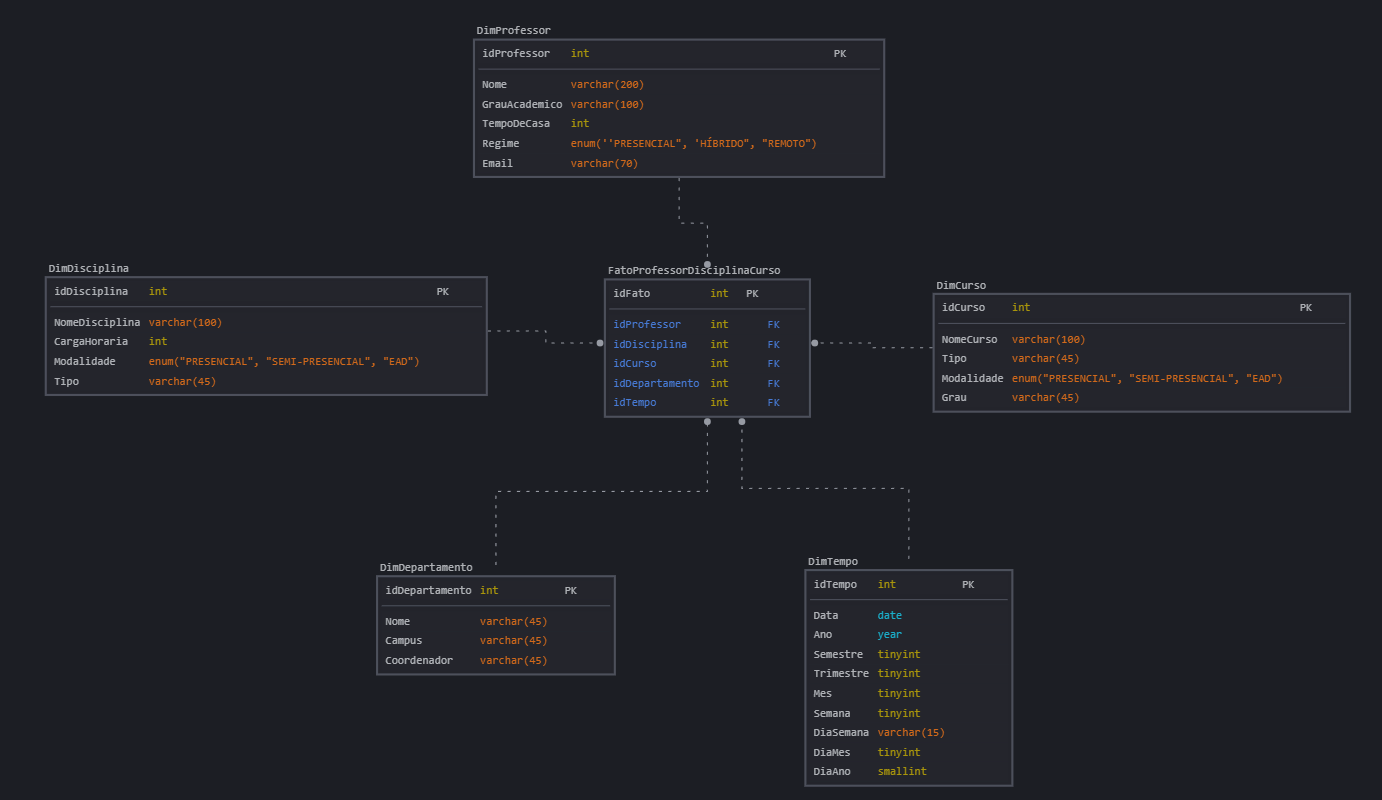 DimProfessor
idProfessor int PK
Nome varchar(200)
GrauAcademico varchar(100)
TempoDeCasa int
Regime enum(''PRESENCIAL", 'HÍBRIDO", "REMOTO")
Email varchar(70)
DimDisciplina
idDisciplina int PK
NomeDisciplina varchar(100)
CargaHoraria int
Modalidade enum("PRESENCIAL", "SEMI-PRESENCIAL", "EAD")
Tipo varchar(45)
FatoProfessorDisciplinaCurso
idFato int PK
idProfessor int FK
idDisciplina int FK
idCurso int FK
idDepartamento int FK
idTempo int FK
DimCurso
idCurso int PK
NomeCurso varchar(100)
Tipo varchar(45)
Modalidade enum("PRESENCIAL", "SEMI-PRESENCIAL", "EAD")
Grau varchar(45)
DimDepartamento
idDepartamento int PK
Nome varchar(45)
Campus varchar(45)
Coordenador varchar(45)
DimTempo
idTempo int PK
Data date
Ano year
Semestre tinyint
Trimestre tinyint
Mes tinyint
Semana tinyint
DiaSemana varchar(15)
DiaMes tinyint
DiaAno smallint